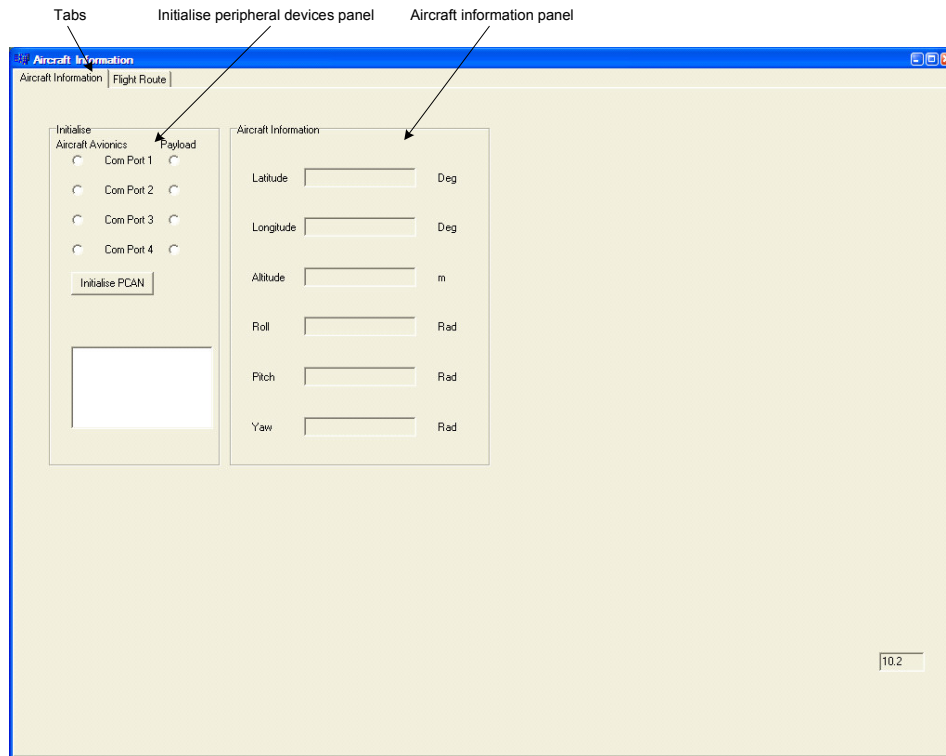 Tabs
Initialise peripheral devices panel
Aircraft information panel
Aircraft Information
Aircraft Information
Flight Route
Initialise
Aircraft Avionics
Payload
Com Port 1
Com Port 2
Com Port 3
Com Port 4
Initialise PCAN
Aircraft Information
Latitude
Deg
Longitude
Deg
Altitude
m
Roll
Rad
Pitch
Rad
Yaw
Rad
10.2